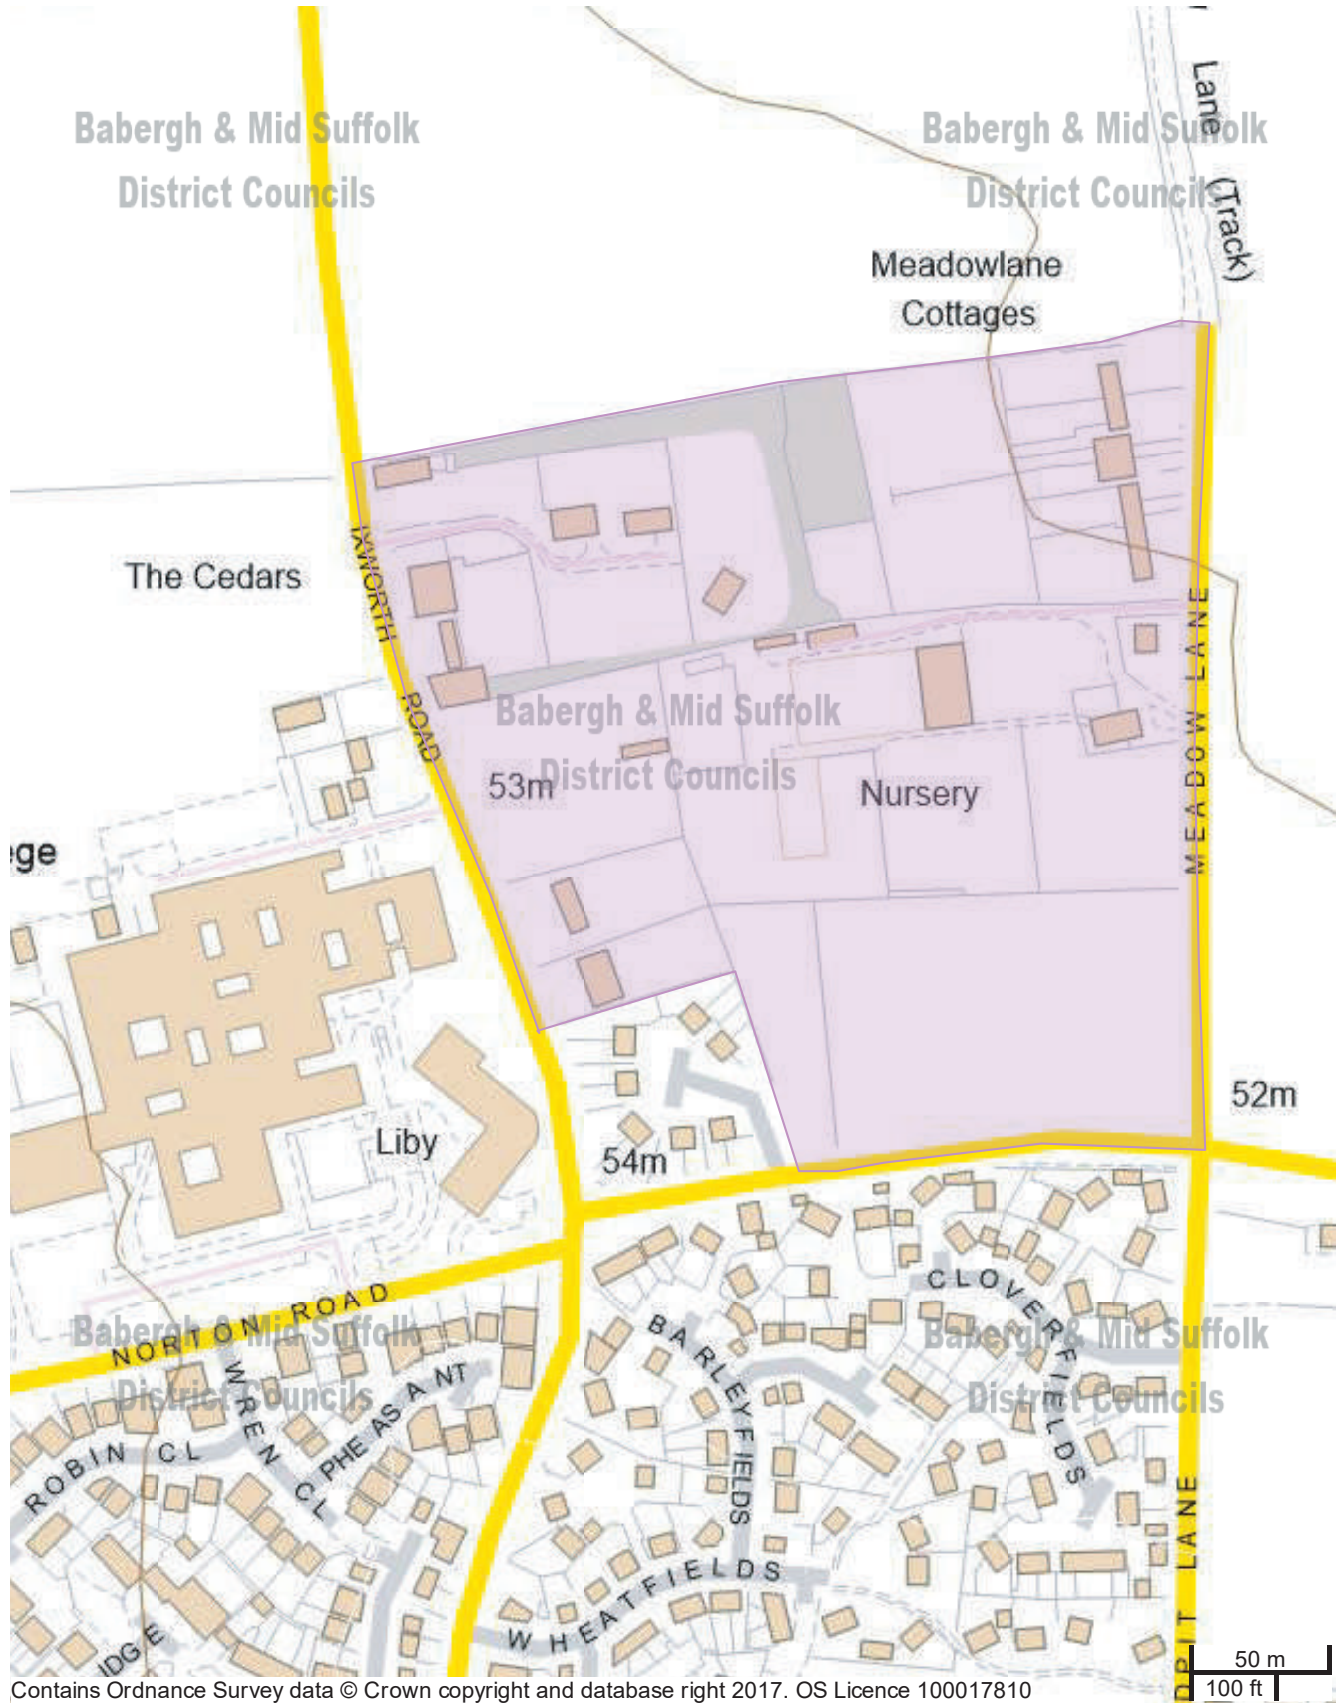 Babergh & Mid Suffolk
District Councils
Babergh & Mid Suffolk
District Councils
Lane
(Track)
Meadowlane
Cottages
The Cedars
IXWORTH
ROAD
Babergh & Mid Suffolk
District Councils
53m
Nursery
MEADOW LANE
ege
52m
Liby
54m
NORTON ROAD
Babergh & Mid Suffolk
District Councils
Babergh & Mid Suffolk
District Councils
CLOVERFIELDS
BARLEYFIELDS
WREN CL
PHEASANT
ROBIN CL
WHEATFIELDS
IDGE
LANE
50 m
100 ft
Contains Ordnance Survey data © Crown copyright and database right 2017. OS Licence 100017810